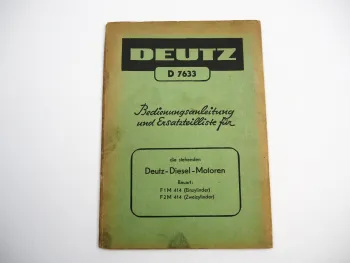 DEUTZ
D 7633
Bedienungsanleitung
und Ersatzteilliste für
die stehenden
Deutz-Diesel-Motoren
Bauart:
F1M 414 (Einzylinder)
F2M 414 (Zweizylinder)